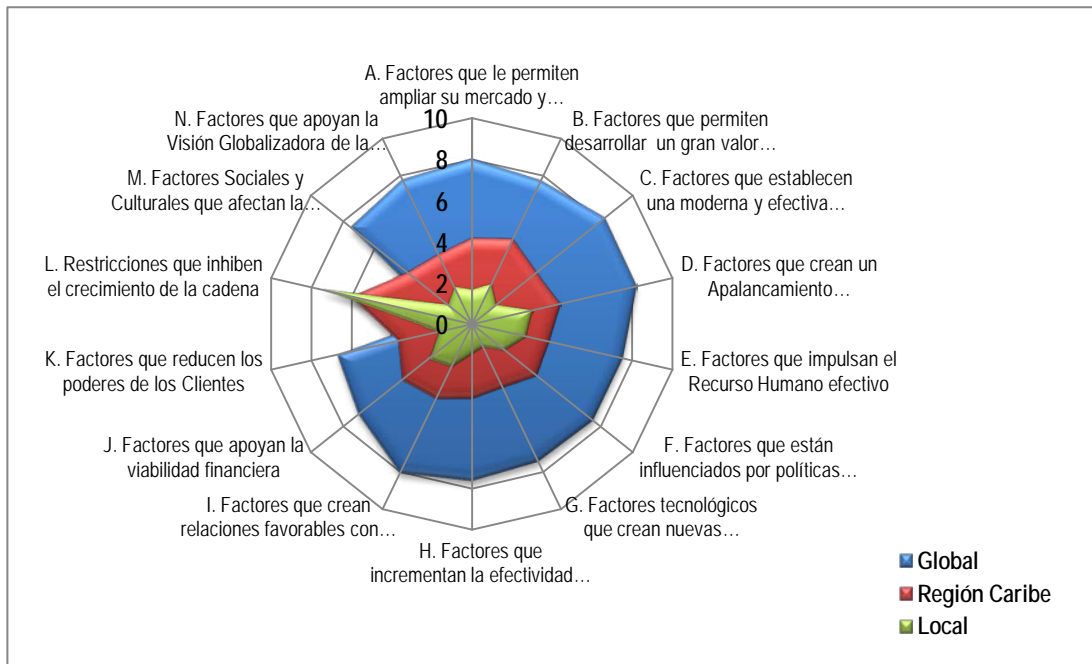 A. Factores que le permiten
ampliar su mercado y…
B. Factores que permiten
desarrollar un gran valor…
C. Factores que establecen
una moderna y efectiva…
D. Factores que crean un
Apalancamiento…
E. Factores que impulsan el
Recurso Humano efectivo
F. Factores que están
influenciados por políticas…
G. Factores tecnológicos
que crean nuevas…
H. Factores que
incrementan la efectividad…
I. Factores que crean
relaciones favorables con…
J. Factores que apoyan la
viabilidad financiera
K. Factores que reducen los
poderes de los Clientes
L. Restricciones que inhiben
el crecimiento de la cadena
M. Factores Sociales y
Culturales que afectan la…
N. Factores que apoyan la
Visión Globalizadora de la…
10
8
6
4
2
0
Global
Región Caribe
Local